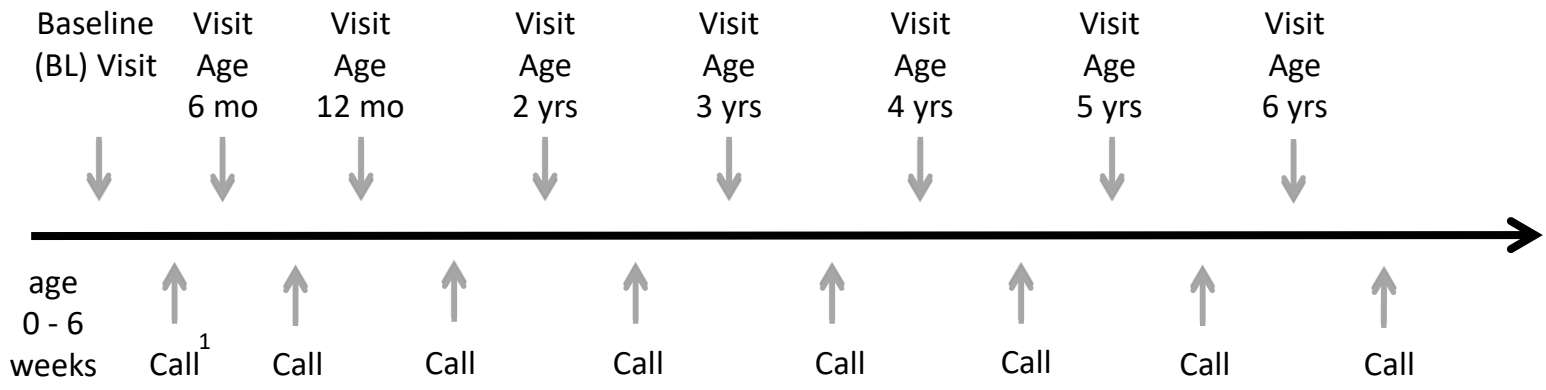 Baseline
(BL) Visit
Visit
Age
6 mo
Visit
Age
12 mo
Visit
Age
2 yrs
Visit
Age
3 yrs
Visit
Age
4 yrs
Visit
Age
5 yrs
Visit
Age
6 yrs
age
0 - 6
weeks
Call 1
Call
Call
Call
Call
Call
Call
Call